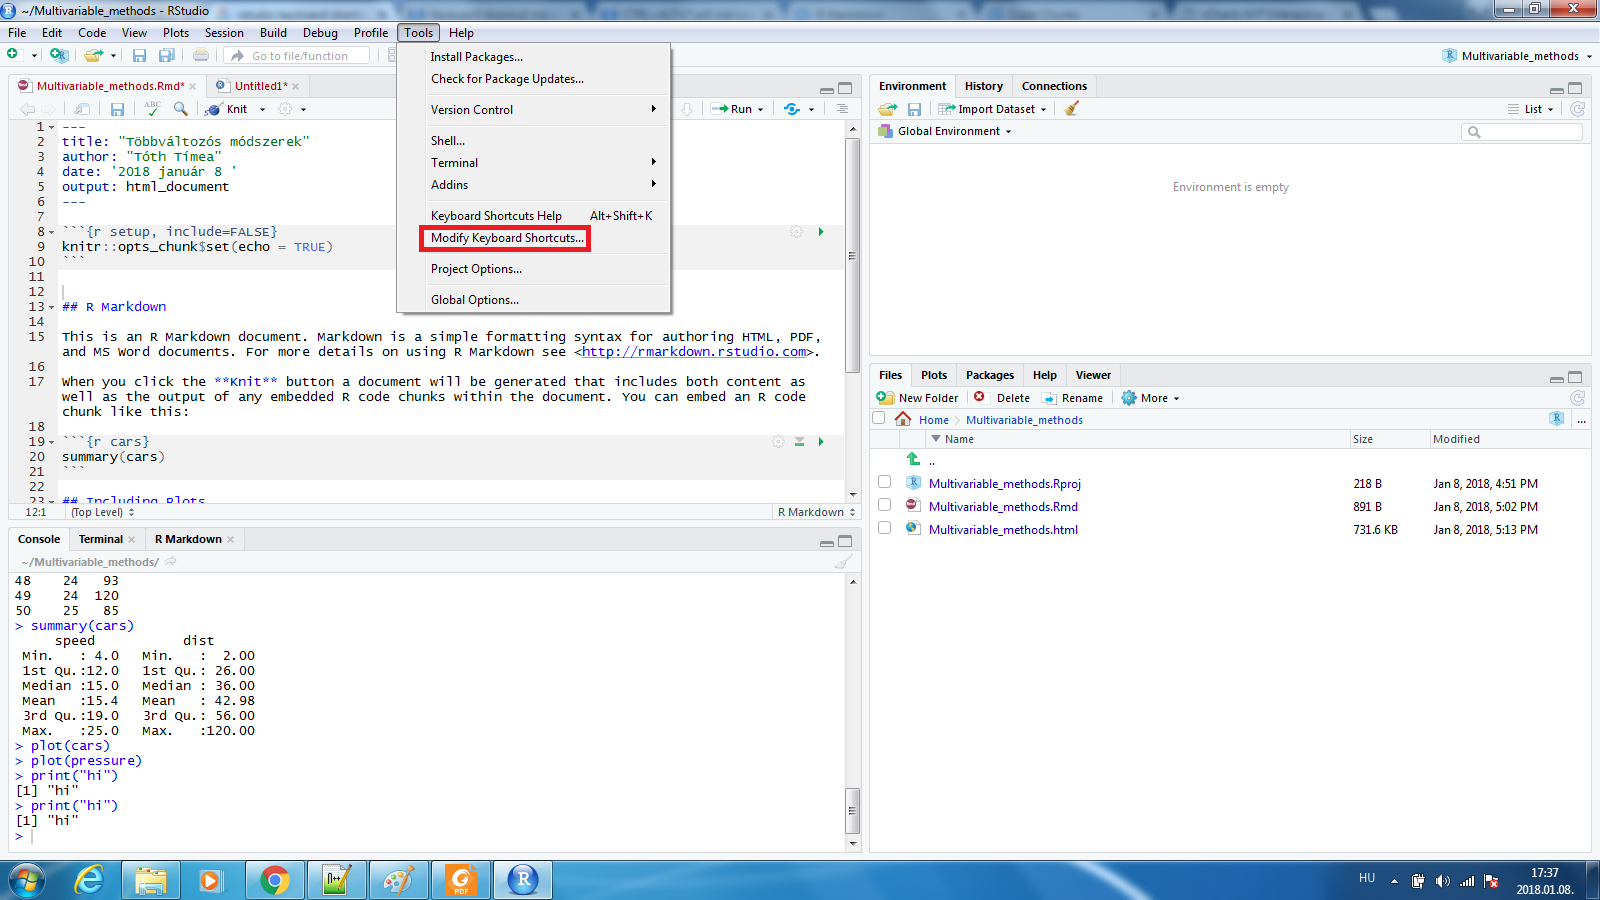 ~/Multivariable_methods - RStudio
File Edit Code View Plots Session Build Debug Profile Tools Help
Go to file/function
Multivariable_methods
Multivariable_methods.Rmd* Untitled1*
ABC Knit Run
1 ---
2 title: "Többváltozós módszerek"
3 author: "Tóth Tímea"
4 date: '2018 január 8 '
5 output: html_document
6 ---
7
8 ```{r setup, include=FALSE}
9 knitr::opts_chunk$set(echo = TRUE)
10 ```
11
12
13 ## R Markdown
14
15 This is an R Markdown document. Markdown is a simple formatting syntax for authoring HTML, PDF,
and MS Word documents. For more details on using R Markdown see <http://rmarkdown.rstudio.com>.
16
17 When you click the **Knit** button a document will be generated that includes both content as
well as the output of any embedded R code chunks within the document. You can embed an R code
chunk like this:
18
19 ```{r cars}
20 summary(cars)
21 ```
22
23 ## Including Plots
12:1 (Top Level) R Markdown
Install Packages...
Check for Package Updates...
Version Control
Shell...
Terminal
Addins
Keyboard Shortcuts Help Alt+Shift+K
Modify Keyboard Shortcuts...
Project Options...
Global Options...
Console Terminal R Markdown
~/Multivariable_methods/
48 24 93
49 24 120
50 25 85
> summary(cars)
speed dist
Min. : 4.0 Min. : 2.00
1st Qu.:12.0 1st Qu.: 26.00
Median :15.0 Median : 36.00
Mean :15.4 Mean : 42.98
3rd Qu.:19.0 3rd Qu.: 56.00
Max. :25.0 Max. :120.00
> plot(cars)
> plot(pressure)
> print("hi")
[1] "hi"
> print("hi")
[1] "hi"
>
Environment History Connections
Import Dataset List
Global Environment
Environment is empty
Files Plots Packages Help Viewer
New Folder Delete Rename More
Home Multivariable_methods ...
Name Size Modified
..
Multivariable_methods.Rproj 218 B Jan 8, 2018, 4:51 PM
Multivariable_methods.Rmd 891 B Jan 8, 2018, 5:02 PM
Multivariable_methods.html 731.6 KB Jan 8, 2018, 5:13 PM
PDF
R
HU
17:37
2018.01.08.